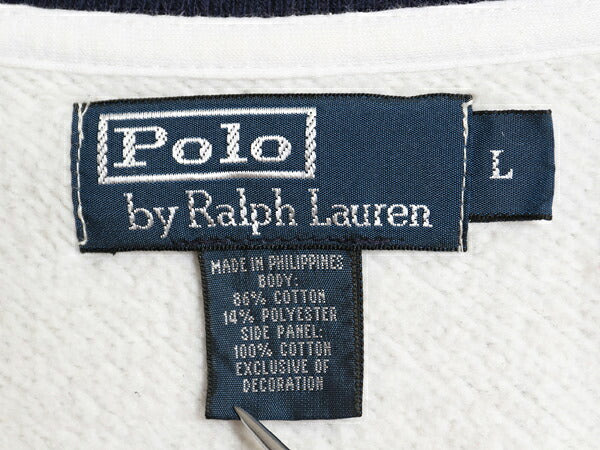 Polo
by Ralph Lauren
L
MADE IN PHILIPPINES
BODY:
86% COTTON
14% POLYESTER
SIDE PANEL:
100% COTTON
EXCLUSIVE OF
DECORATION